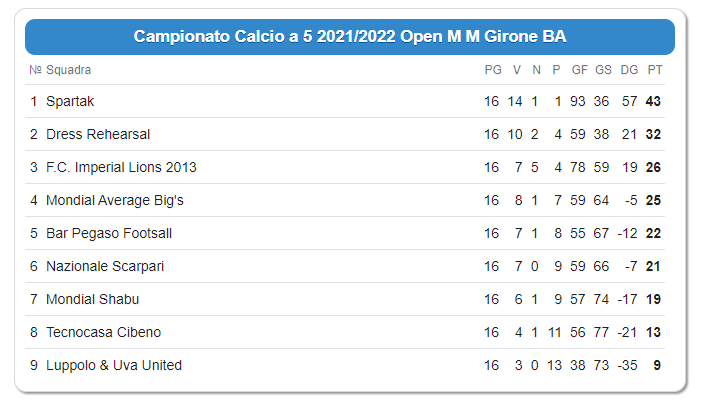 Campionato Calcio a 5 2021/2022 Open M M Girone BA
№ Squadra PG V N P GF GS DG PT
1 Spartak 16 14 1 1 93 36 57 43
2 Dress Rehearsal 16 10 2 4 59 38 21 32
3 F.C. Imperial Lions 2013 16 7 5 4 78 59 19 26
4 Mondial Average Big's 16 8 1 7 59 64 -5 25
5 Bar Pegaso Footsall 16 7 1 8 55 67 -12 22
6 Nazionale Scarpari 16 7 0 9 59 66 -7 21
7 Mondial Shabu 16 6 1 9 57 74 -17 19
8 Tecnocasa Cibeno 16 4 1 11 56 77 -21 13
9 Luppolo & Uva United 16 3 0 13 38 73 -35 9